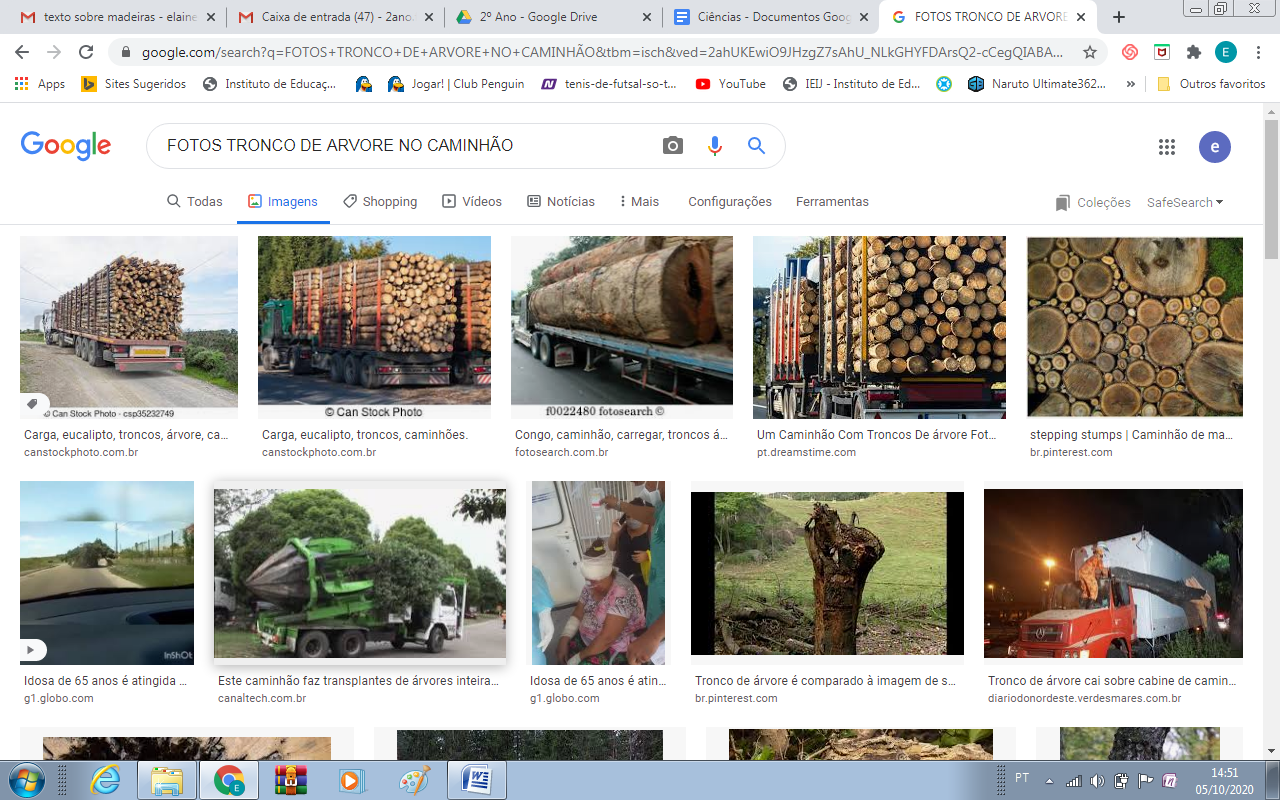 texto sobre madeiras - elaine
Caixa de entrada (47) - 2ano.
2º Ano - Google Drive
Ciências - Documentos Goog
FOTOS TRONCO DE ARVORE
google.com/search?q=FOTOS+TRONCO+DE+ARVORE+NO+CAMINHÃO&tbm=isch&ved=2ahUKEwiO9JHzgZ7sAhU_NLkGHYFDArsQ2-cCegQIABA...
E
Apps
Sites Sugeridos
Instituto de Educaç...
Jogar! | Club Penguin
tenis-de-futsal-so-t...
YouTube
IEIJ - Instituto de Ed...
Naruto Ultimate362...
»
Outros favoritos
Google
FOTOS TRONCO DE ARVORE NO CAMINHÃO
e
Todas
Imagens
Shopping
Vídeos
Notícias
Mais
Configurações
Ferramentas
Coleções
SafeSearch
© Can Stock Photo - csp35232749
© Can Stock Photo
f0022480 fotosearch ©
Carga, eucalipto, troncos, árvore, ca...
canstockphoto.com.br
Carga, eucalipto, troncos, caminhões.
canstockphoto.com.br
Congo, caminhão, carregar, troncos á...
fotosearch.com.br
Um Caminhão Com Troncos De árvore Fot...
pt.dreamstime.com
stepping stumps | Caminhão de ma...
br.pinterest.com
InShOt
Idosa de 65 anos é atingida ...
g1.globo.com
Este caminhão faz transplantes de árvores inteira...
canaltech.com.br
Idosa de 65 anos é atin...
g1.globo.com
Tronco de árvore é comparado à imagem de s...
br.pinterest.com
Tronco de árvore cai sobre cabine de camin...
diariodonordeste.verdesmares.com.br
PT
14:51
05/10/2020